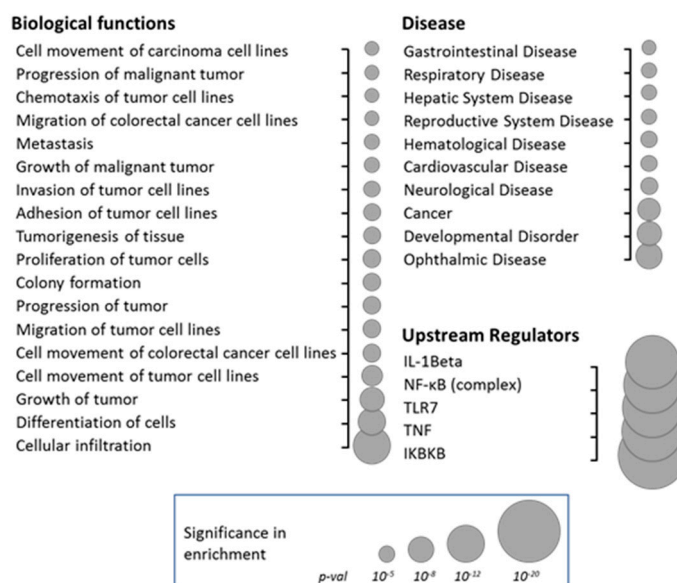 Biological functions
Cell movement of carcinoma cell lines
Progression of malignant tumor
Chemotaxis of tumor cell lines
Migration of colorectal cancer cell lines
Metastasis
Growth of malignant tumor
Invasion of tumor cell lines
Adhesion of tumor cell lines
Tumorigenesis of tissue
Proliferation of tumor cells
Colony formation
Progression of tumor
Migration of tumor cell lines
Cell movement of colorectal cancer cell lines
Cell movement of tumor cell lines
Growth of tumor
Differentiation of cells
Cellular infiltration
Disease
Gastrointestinal Disease
Respiratory Disease
Hepatic System Disease
Reproductive System Disease
Hematological Disease
Cardiovascular Disease
Neurological Disease
Cancer
Developmental Disorder
Ophthalmic Disease
Upstream Regulators
IL-1Beta
NF-κB (complex)
TLR7
TNF
IKBKB
Significance in
enrichment
p-val 10⁻⁵ 10⁻⁸ 10⁻¹² 10⁻²⁰